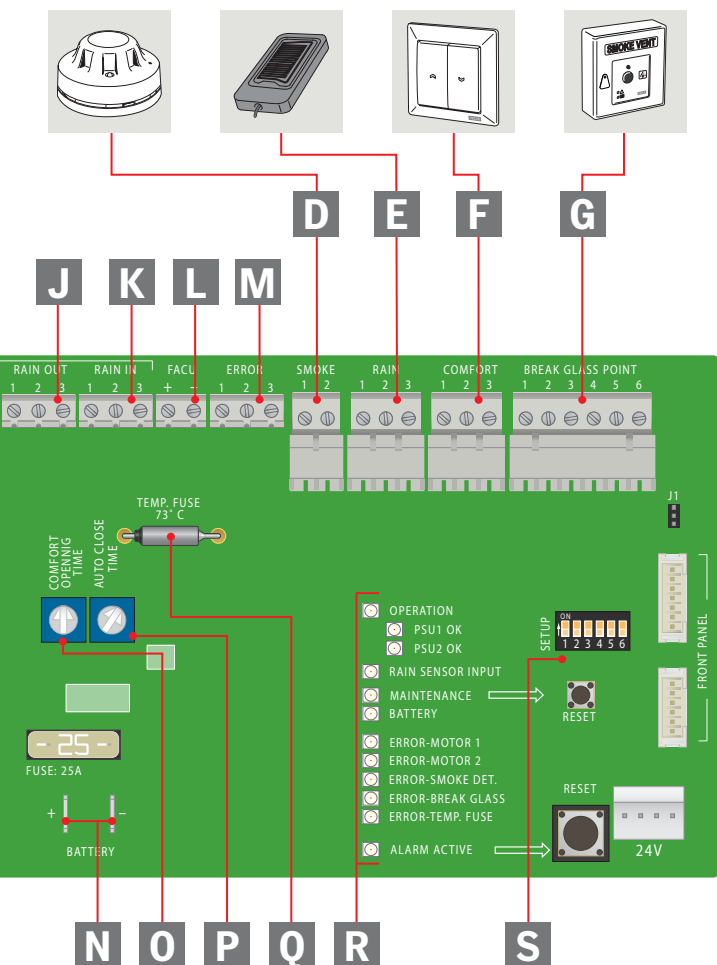 SMOKE VENT
D E F G
J K L M
RAIN OUT RAIN IN FACU ERROR SMOKE RAIN COMFORT BREAK GLASS POINT
1 2 3 1 2 3 + - 1 2 3 1 2 1 2 3 1 2 3 1 2 3 4 5 6
J1
TEMP. FUSE
73° C
COMFORT
OPENNIG
TIME
AUTO CLOSE
TIME
OPERATION
PSU1 OK
PSU2 OK
RAIN SENSOR INPUT
MAINTENANCE
BATTERY
ERROR-MOTOR 1
ERROR-MOTOR 2
ERROR-SMOKE DET.
ERROR-BREAK GLASS
ERROR-TEMP. FUSE
ALARM ACTIVE
SETUP
ON
1 2 3 4 5 6
RESET
FRONT PANEL
RESET
24V
- 25 -
FUSE: 25A
+ -
BATTERY
N O P Q R S